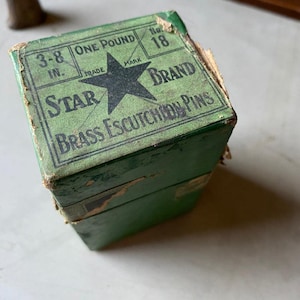 3-8 IN.
ONE POUND
No. 18
TRADE MARK
STAR BRAND
BRASS ESCUTCHEON PINS